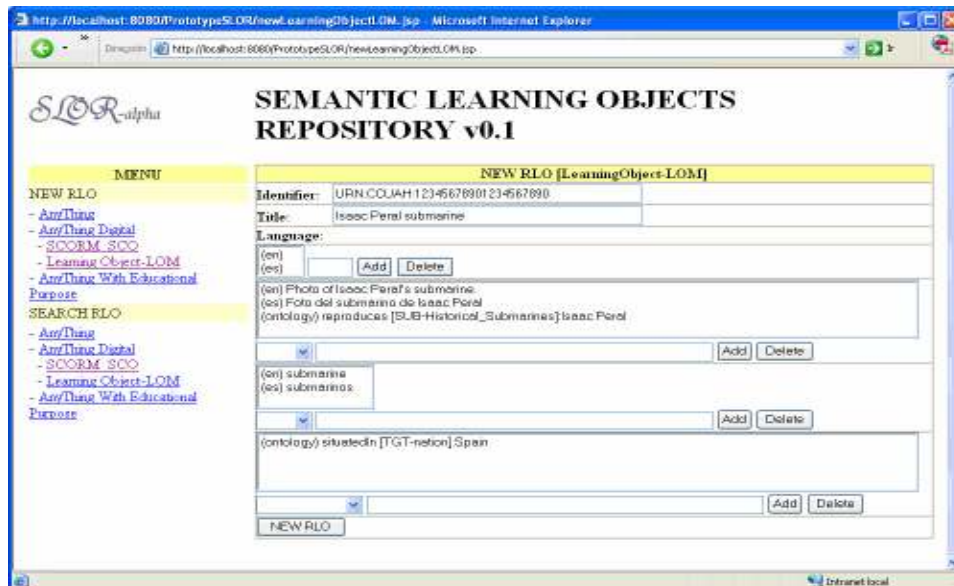 http://localhost:8080/PrototypeSLOR/newLearningObjectLOM.jsp - Microsoft Internet Explorer
Dirección http://localhost:8080/PrototypeSLOR/newLearningObjectLOM.jsp Ir
SLOR-alpha
SEMANTIC LEARNING OBJECTS
REPOSITORY v0.1
MENU
NEW RLO
- AnyThing
- AnyThing Digital
- SCORM_SCO
- Learning Object-LOM
- AnyThing With Educational
Purpose
SEARCH RLO
- AnyThing
- AnyThing Digital
- SCORM_SCO
- Learning Object-LOM
- AnyThing With Educational
Purpose
NEW RLO [LearningObject-LOM]
Identifier: URN:COUAH:12345678901234567890
Title: Isaac Peral submarine
Language:
(en)
(es) Add Delete
(en) Photo of Isaac Peral's submarine.
(es) Foto del submarino de Isaac Peral
(ontology) reproduces [SUB-Historical_Submarines]:Isaac Peral
Add Delete
(en) submarine
(es) submarinos
Add Delete
(ontology) situatedIn [TGT-nation]:Spain
Add Delete
NEW RLO
Intranet local